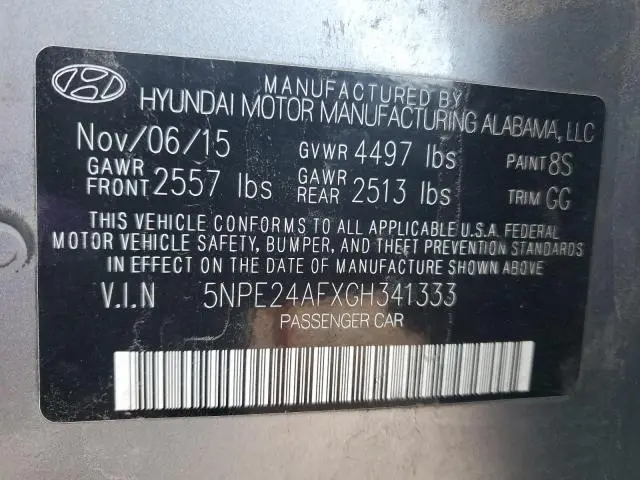 MANUFACTURED BY
HYUNDAI MOTOR MANUFACTURING ALABAMA, LLC
Nov/06/15 GVWR 4497 lbs PAINT 8S
GAWR FRONT 2557 lbs GAWR REAR 2513 lbs TRIM GG
THIS VEHICLE CONFORMS TO ALL APPLICABLE U.S.A. FEDERAL
MOTOR VEHICLE SAFETY, BUMPER, AND THEFT PREVENTION STANDARDS
IN EFFECT ON THE DATE OF MANUFACTURE SHOWN ABOVE
V.I.N 5NPE24AFXGH341333
PASSENGER CAR